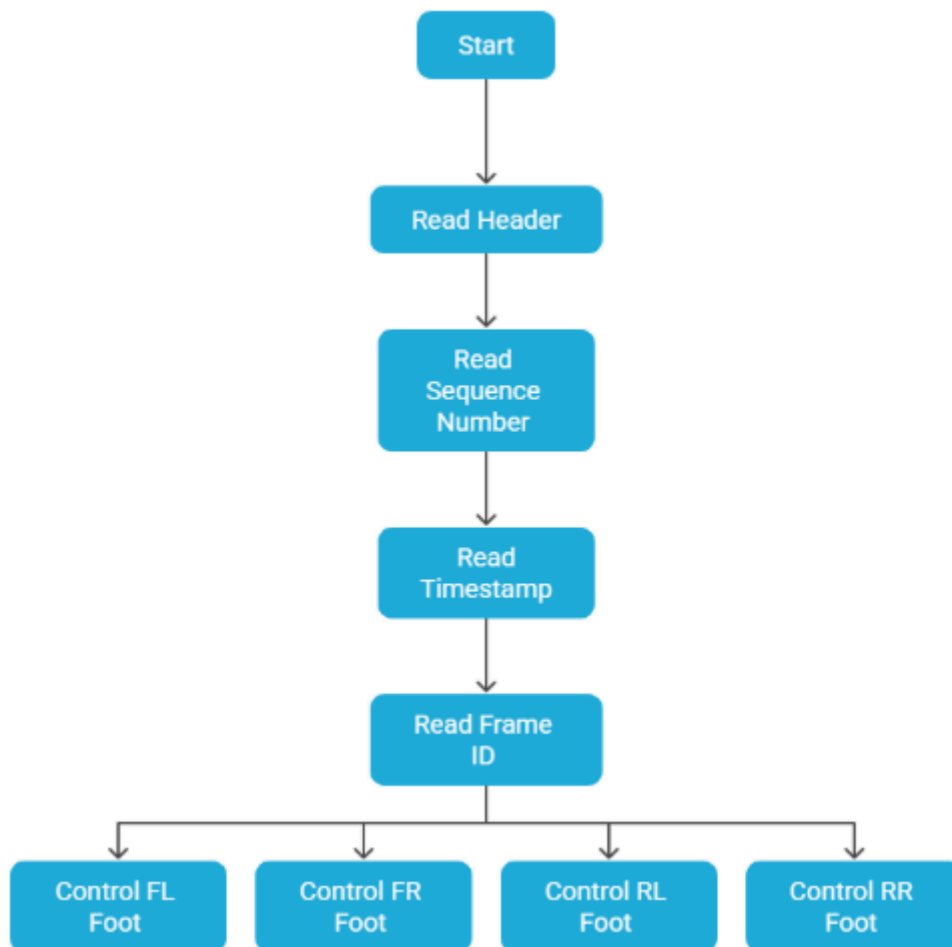 Start
Read Header
Read
Sequence
Number
Read
Timestamp
Read Frame
ID
Control FL
Foot
Control FR
Foot
Control RL
Foot
Control RR
Foot